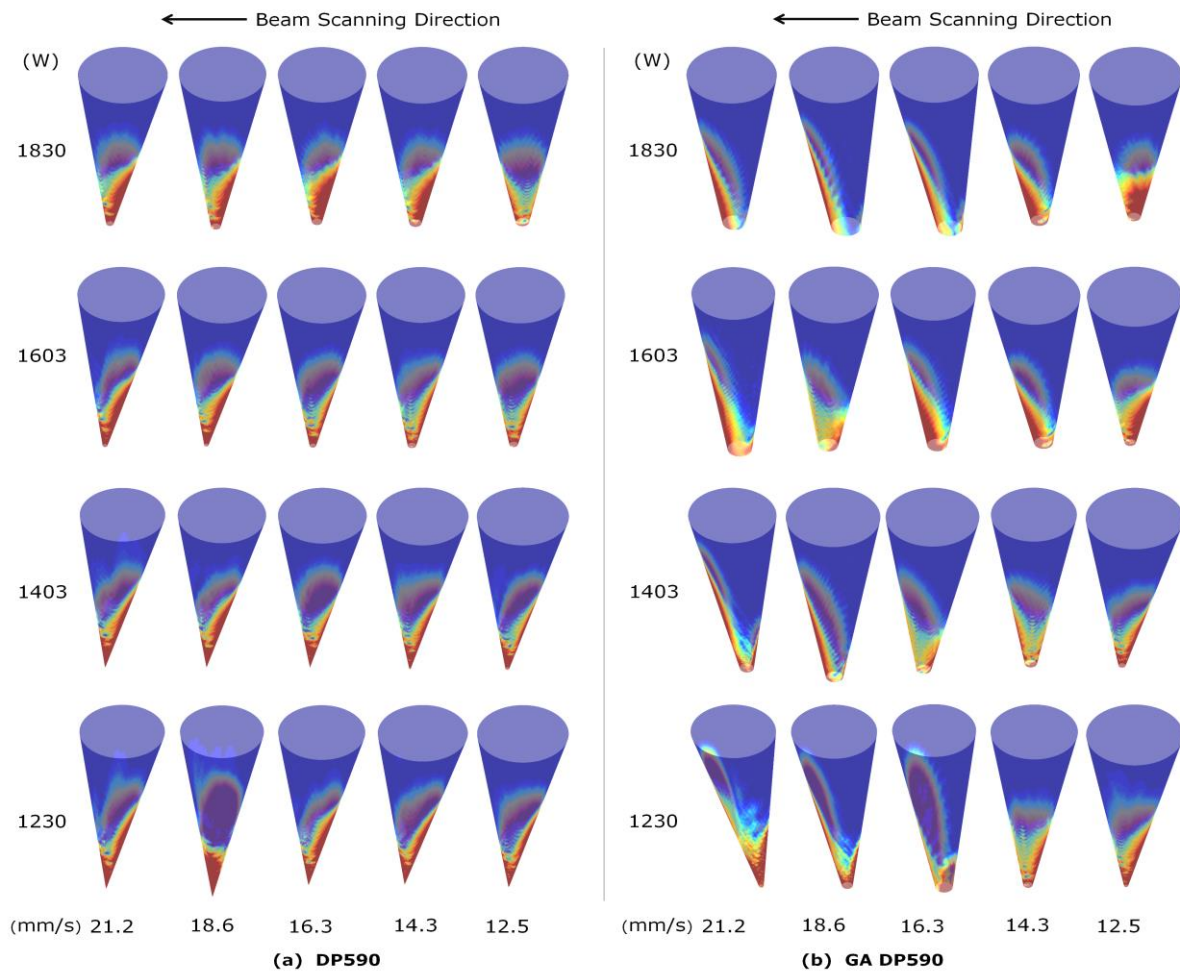 ← Beam Scanning Direction ← Beam Scanning Direction
(W) (W)
1830 1830
1603 1603
1403 1403
1230 1230
(mm/s) 21.2 18.6 16.3 14.3 12.5 (mm/s) 21.2 18.6 16.3 14.3 12.5
(a) DP590 (b) GA DP590